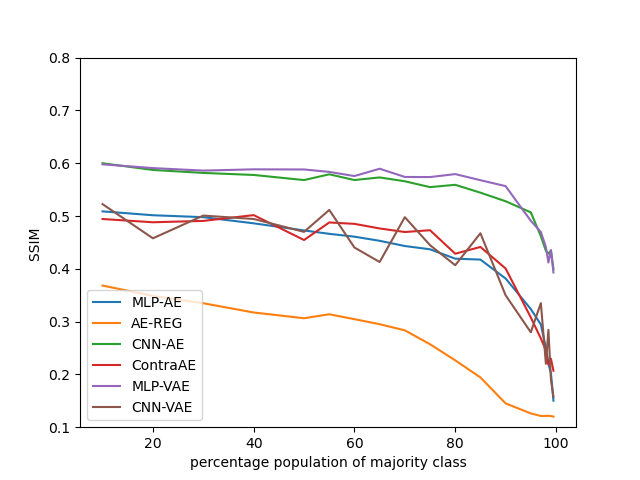 0.8
0.7
0.6
0.5
0.4
0.3
0.2
0.1
SSIM
MLP-AE
AE-REG
CNN-AE
ContraAE
MLP-VAE
CNN-VAE
20 40 60 80 100
percentage population of majority class